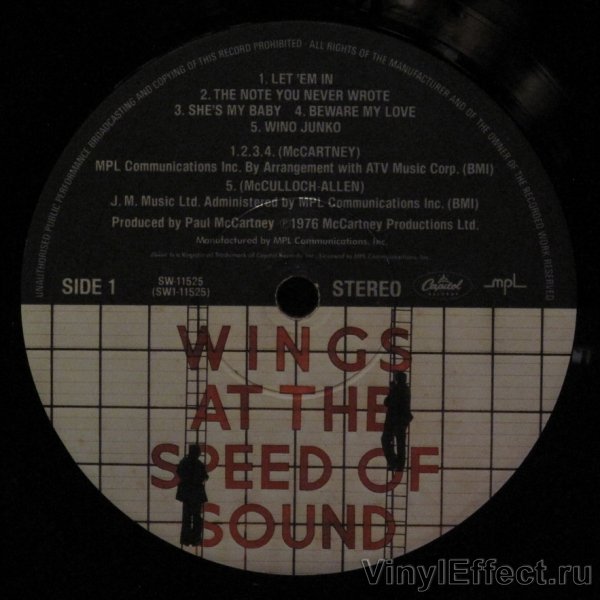 UNAUTHORISED PUBLIC PERFORMANCE BROADCASTING AND COPYING OF THIS RECORD PROHIBITED · ALL RIGHTS OF THE MANUFACTURER AND OF THE OWNER OF THE RECORDED WORK RESERVED
1. LET 'EM IN
2. THE NOTE YOU NEVER WROTE
3. SHE'S MY BABY 4. BEWARE MY LOVE
5. WINO JUNKO
1.2.3.4. (McCARTNEY)
MPL Communications Inc. By Arrangement with ATV Music Corp. (BMI)
5. (McCULLOCH-ALLEN)
J. M. Music Ltd. Administered by MPL Communications Inc. (BMI)
Produced by Paul McCartney ℗1976 McCartney Productions Ltd.
Manufactured by MPL Communications, Inc.
SIDE 1
SW-11525
(SW1-11525)
STEREO
Capitol
RECORDS
mpl
WINGS
AT THE
SPEED OF
SOUND
VinylEffect.ru